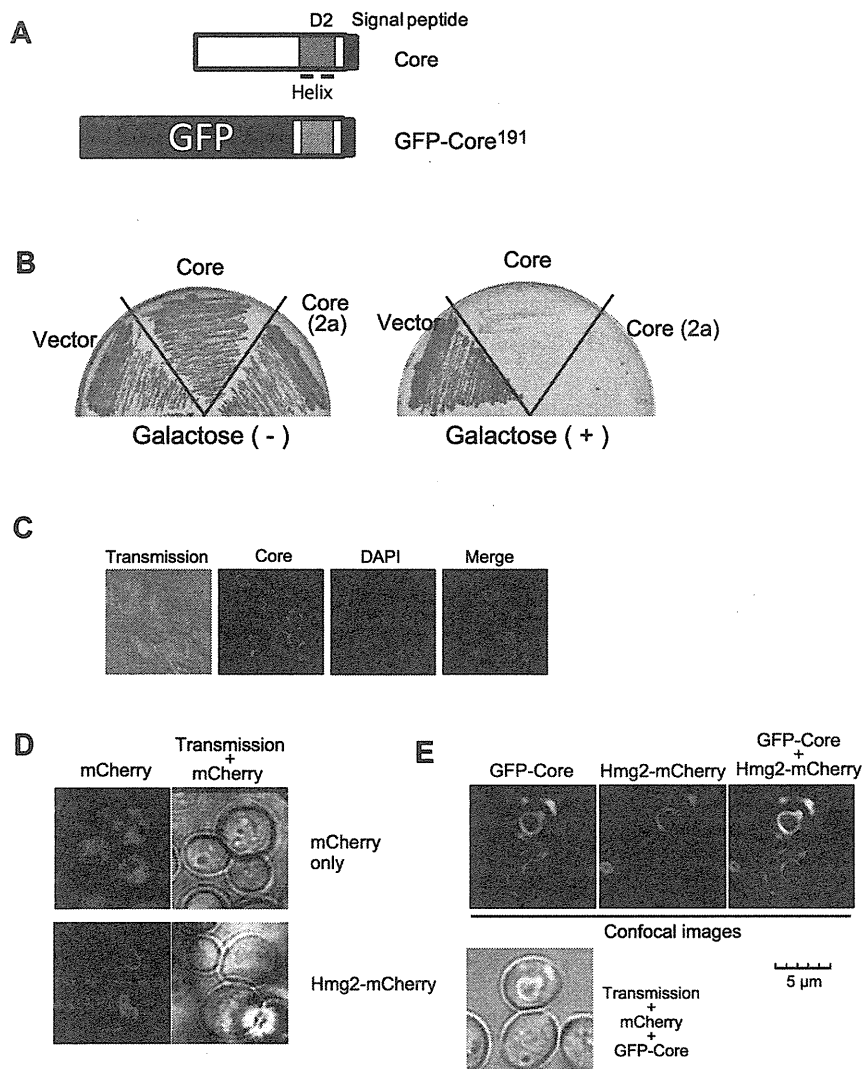 A
D2 Signal peptide
Core
Helix
GFP
GFP-Core191
B
Core
Vector
Core (2a)
Galactose ( - )
Core
Vector
Core (2a)
Galactose ( + )
C
Transmission Core DAPI Merge
D
mCherry
Transmission + mCherry
mCherry only
Hmg2-mCherry
E
GFP-Core
Hmg2-mCherry
GFP-Core + Hmg2-mCherry
Confocal images
5 µm
Transmission + mCherry + GFP-Core